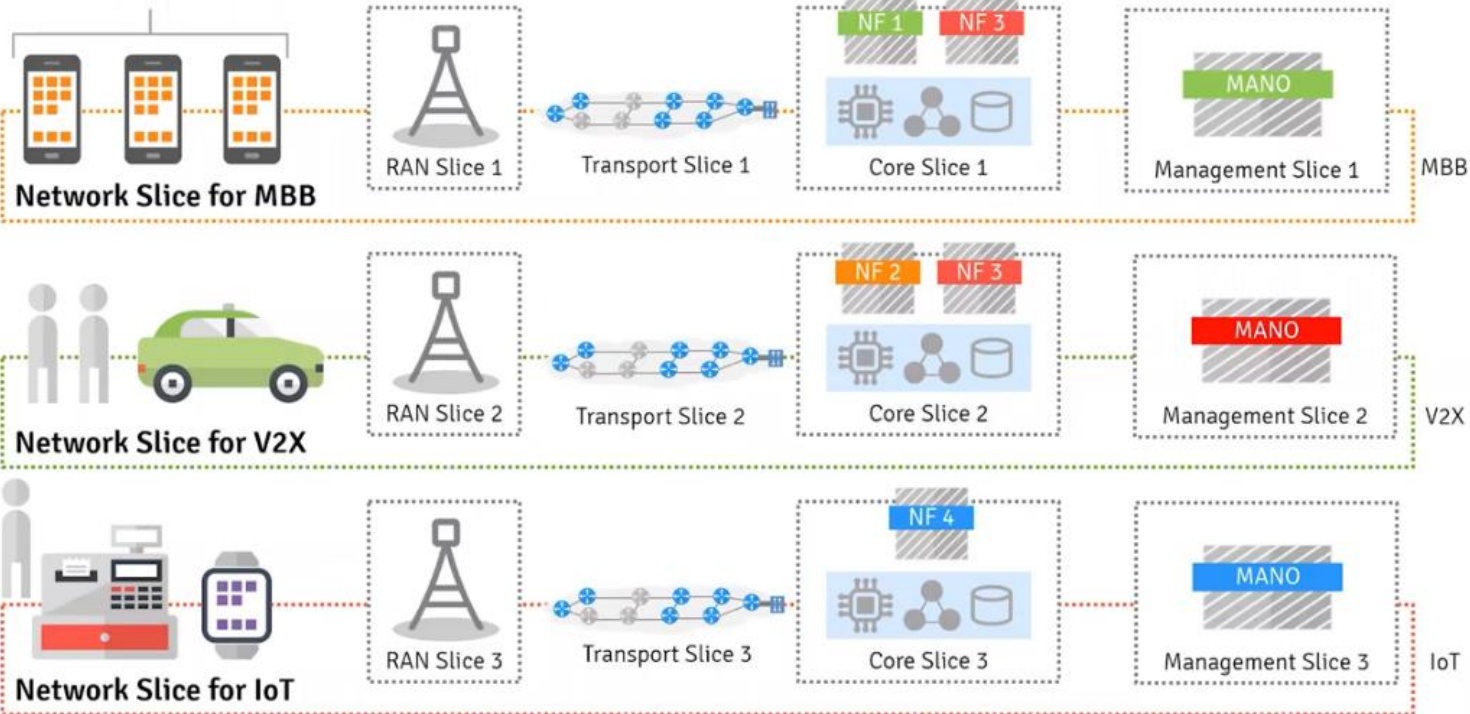 NF 1
NF 3
MANO
RAN Slice 1
Transport Slice 1
Core Slice 1
Management Slice 1
MBB
Network Slice for MBB
NF 2
NF 3
MANO
RAN Slice 2
Transport Slice 2
Core Slice 2
Management Slice 2
V2X
Network Slice for V2X
NF 4
MANO
RAN Slice 3
Transport Slice 3
Core Slice 3
Management Slice 3
IoT
Network Slice for IoT